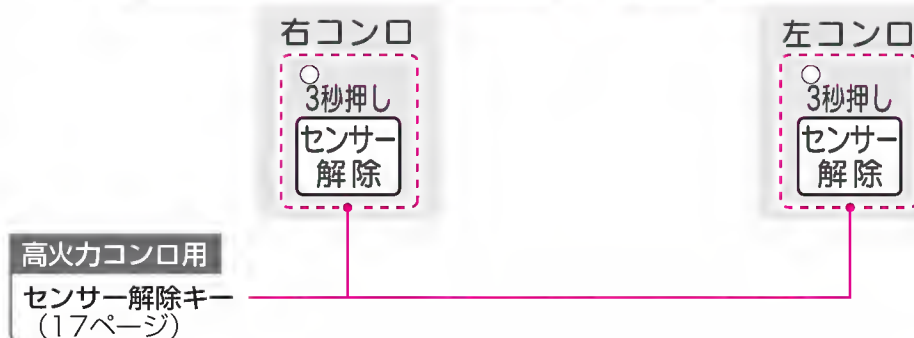 右コンロ
3秒押し
センサー
解除
左コンロ
3秒押し
センサー
解除
高火力コンロ用
センサー解除キー
(17ページ)